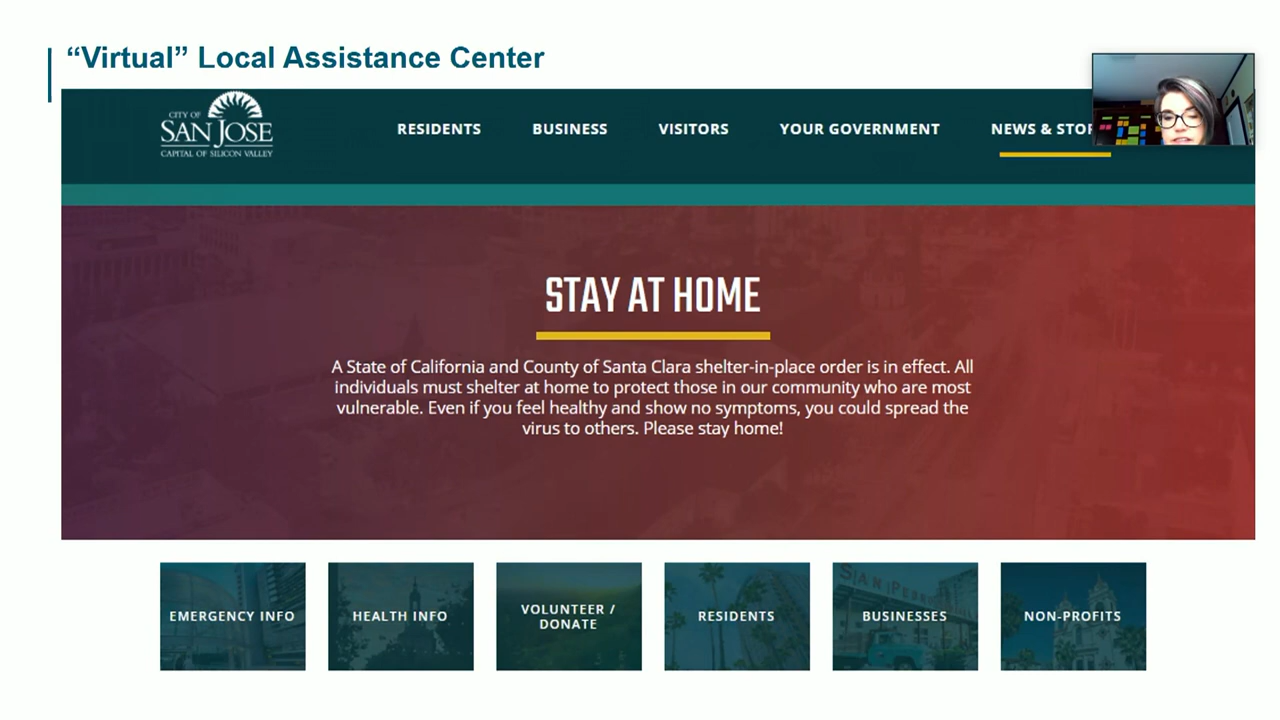 “Virtual” Local Assistance Center
CITY OF
SAN JOSE
CAPITAL OF SILICON VALLEY
RESIDENTS
BUSINESS
VISITORS
YOUR GOVERNMENT
NEWS &
STAY AT HOME
A State of California and County of Santa Clara shelter-in-place order is in effect. All
individuals must shelter at home to protect those in our community who are most
vulnerable. Even if you feel healthy and show no symptoms, you could spread the
virus to others. Please stay home!
EMERGENCY INFO
HEALTH INFO
VOLUNTEER /
DONATE
RESIDENTS
BUSINESSES
NON-PROFITS